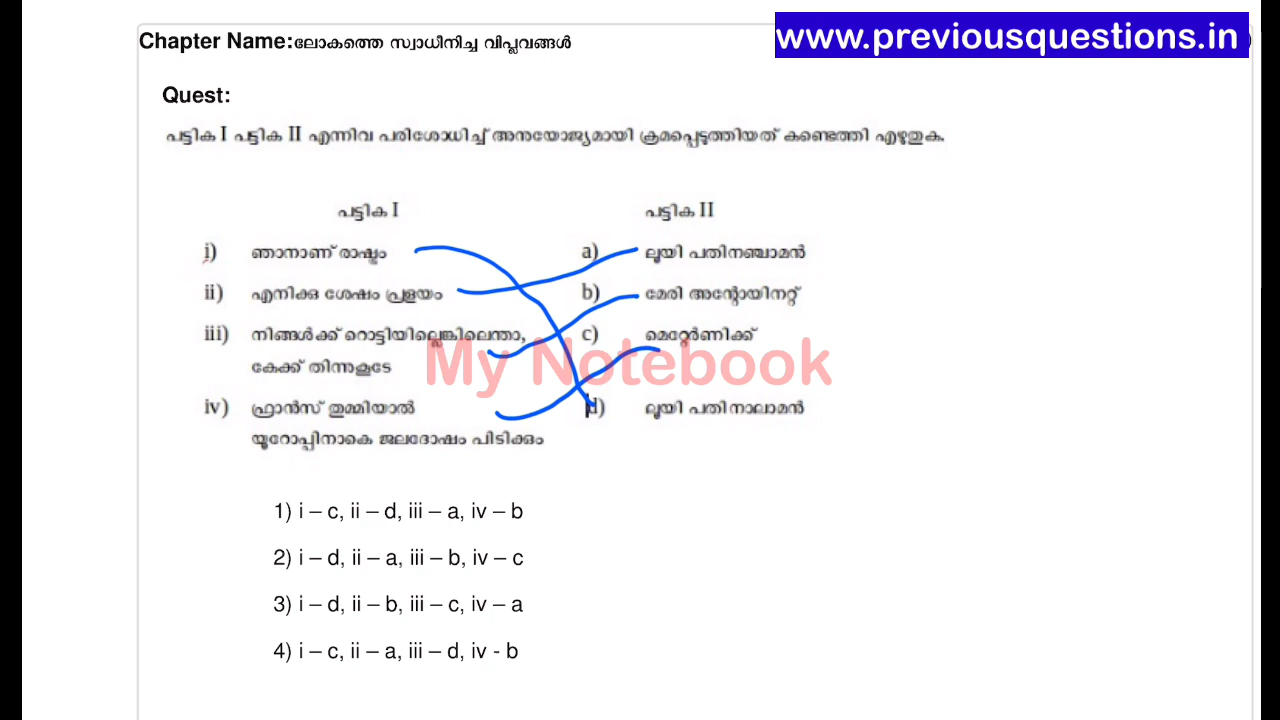 Chapter Name:ലോകത്തെ സ്വാധീനിച്ച വിപ്ലവങ്ങൾ
www.previousquestions.in
Quest:
പട്ടിക I പട്ടിക II എന്നിവ പരിശോധിച്ച് അനുയോജ്യമായി ക്രമപ്പെടുത്തിയത് കണ്ടെത്തി എഴുതുക.
പട്ടിക I പട്ടിക II
i) ഞാനാണ് രാഷ്ട്രം a) ലൂയി പതിനഞ്ചാമൻ
ii) എനിക്കു ശേഷം പ്രളയം b) മേരി അന്റോയിനറ്റ്
iii) നിങ്ങൾക്ക് റൊട്ടിയില്ലെങ്കിലെന്താ, c) മെറ്റേർണിക്ക്
കേക്ക് തിന്നുകൂടേ
My Notebook
iv) ഫ്രാൻസ് തുമ്മിയാൽ d) ലൂയി പതിനാലാമൻ
യൂറോപ്പിനാകെ ജലദോഷം പിടിക്കും
1) i – c, ii – d, iii – a, iv – b
2) i – d, ii – a, iii – b, iv – c
3) i – d, ii – b, iii – c, iv – a
4) i – c, ii – a, iii – d, iv - b